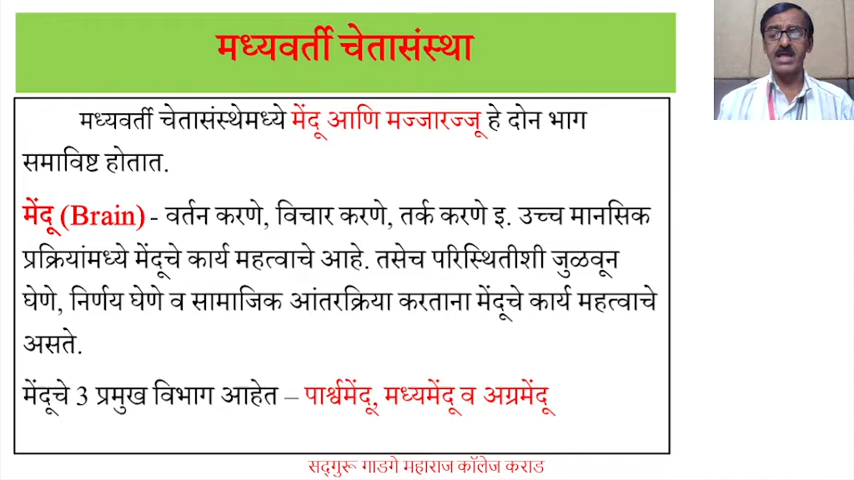 मध्यवर्ती चेतासंस्था
मध्यवर्ती चेतासंस्थेमध्ये मेंदू आणि मज्जारज्जू हे दोन भाग
समाविष्ट होतात.
मेंदू (Brain) - वर्तन करणे, विचार करणे, तर्क करणे इ. उच्च मानसिक
प्रक्रियांमध्ये मेंदूचे कार्य महत्वाचे आहे. तसेच परिस्थितीशी जुळवून
घेणे, निर्णय घेणे व सामाजिक आंतरक्रिया करताना मेंदूचे कार्य महत्वाचे
असते.
मेंदूचे 3 प्रमुख विभाग आहेत – पार्श्वमेंदू, मध्यमेंदू व अग्रमेंदू
सद्गुरू गाडगे महाराज कॉलेज कराड